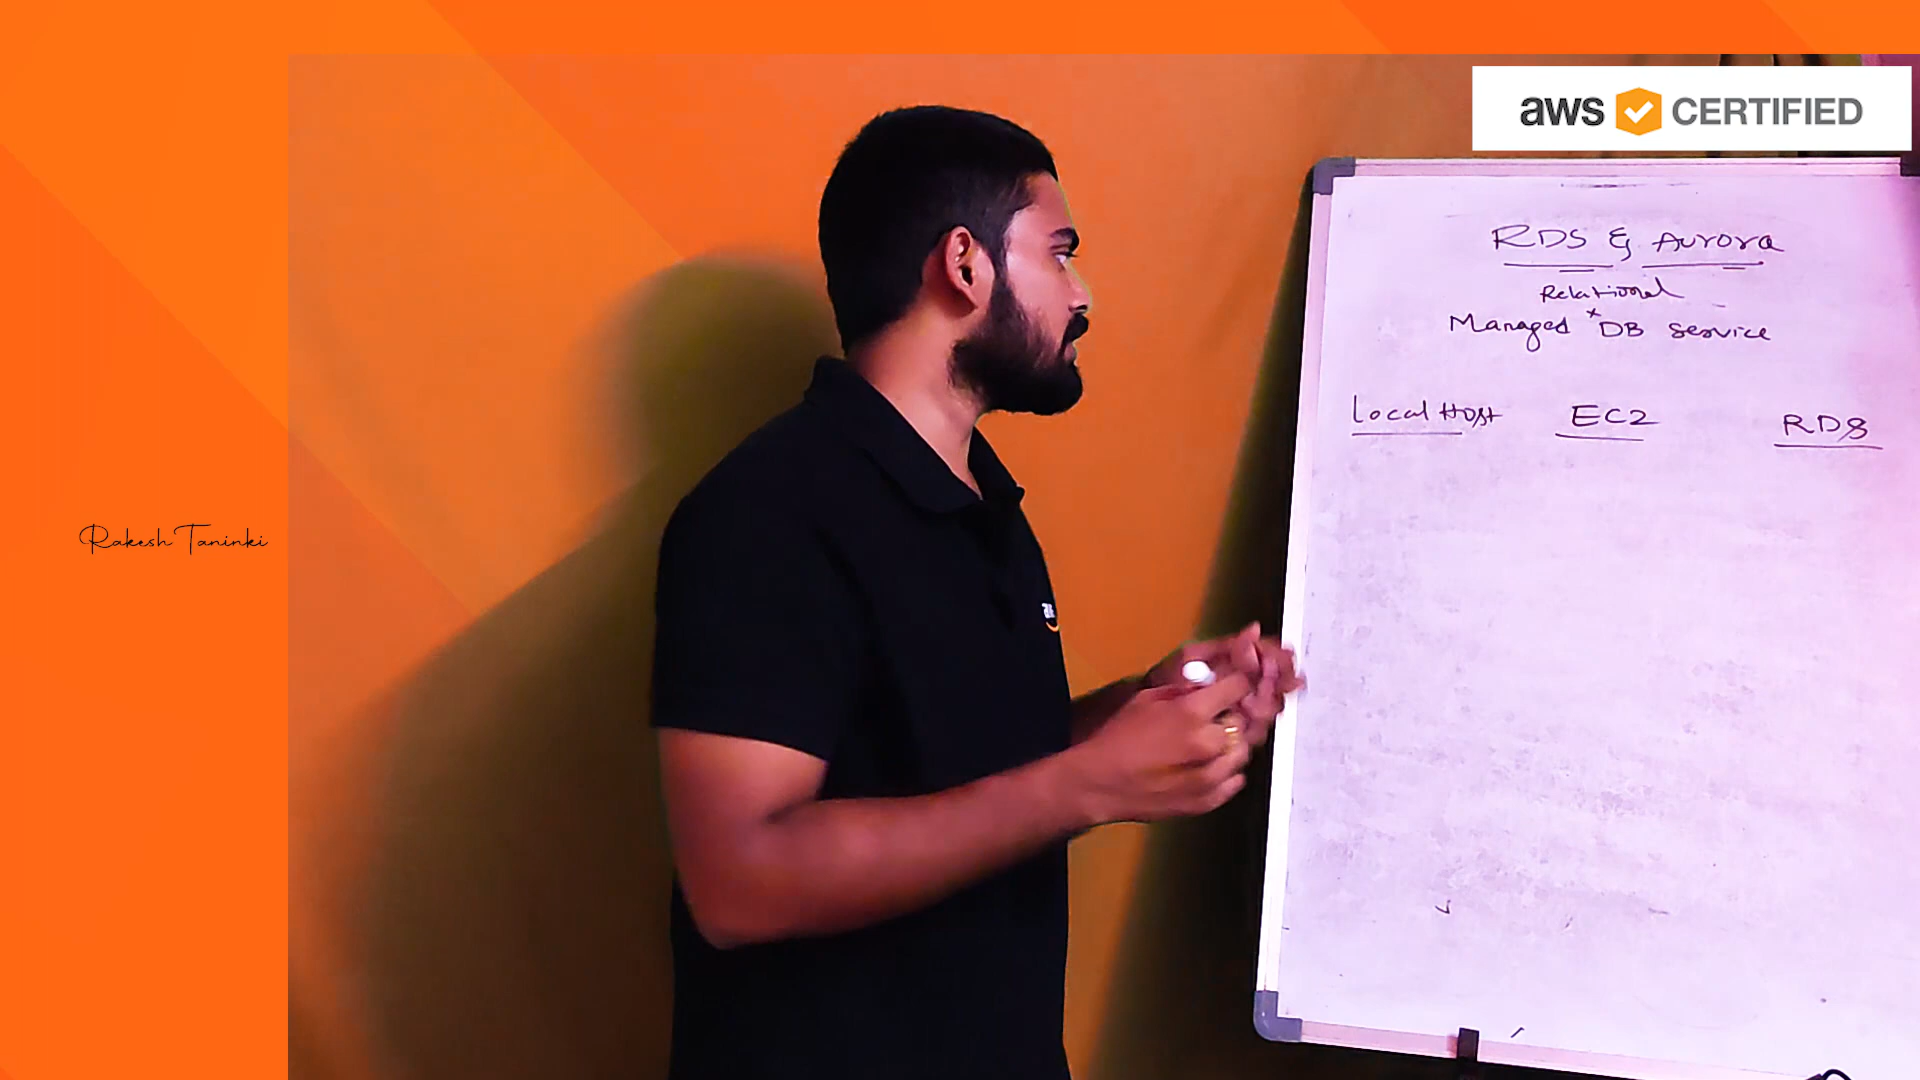 aws CERTIFIED
RDS & Aurora
Relational
Managed DB service
Local Host EC2 RDS
Rakesh Taninki